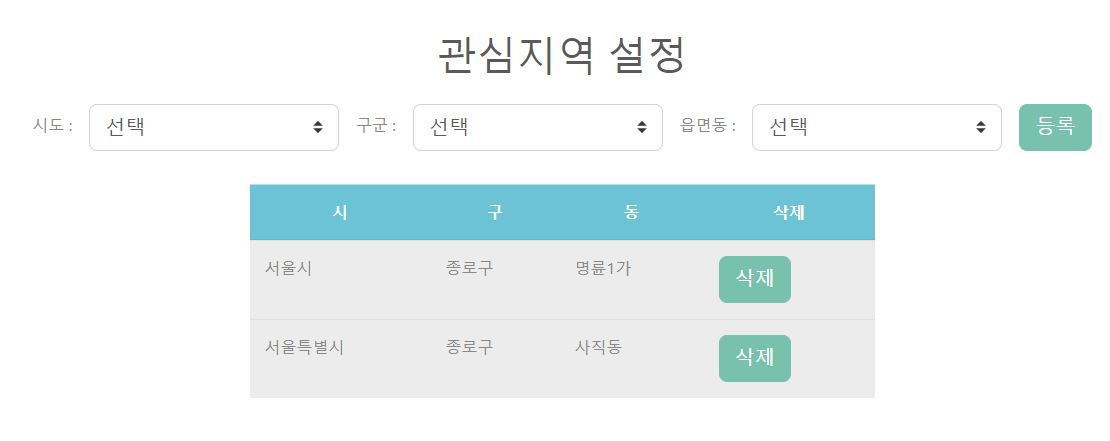 관심지역 설정
시도 : 선택 구군 : 선택 읍면동 : 선택 등록
시 구 동 삭제
서울시 종로구 명륜1가 삭제
서울특별시 종로구 사직동 삭제